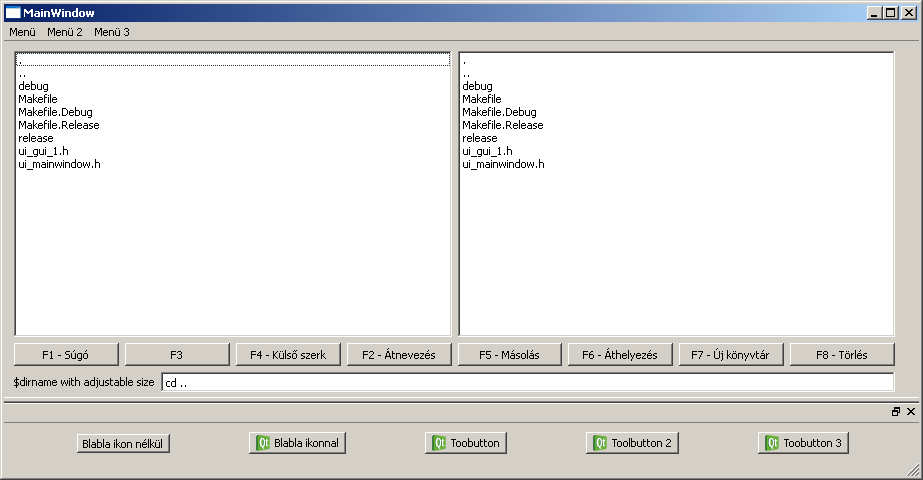 MainWindow
Menü Menü 2 Menü 3
.
..
debug
Makefile
Makefile.Debug
Makefile.Release
release
ui_gui_1.h
ui_mainwindow.h
.
..
debug
Makefile
Makefile.Debug
Makefile.Release
release
ui_gui_1.h
ui_mainwindow.h
F1 - Súgó F3 F4 - Külső szerk F2 - Átnevezés F5 - Másolás F6 - Áthelyezés F7 - Új könyvtár F8 - Törlés
$dirname with adjustable size cd ..
Blabla ikon nélkül Qt Blabla ikonnal Qt Toobutton Qt Toolbutton 2 Qt Toobutton 3